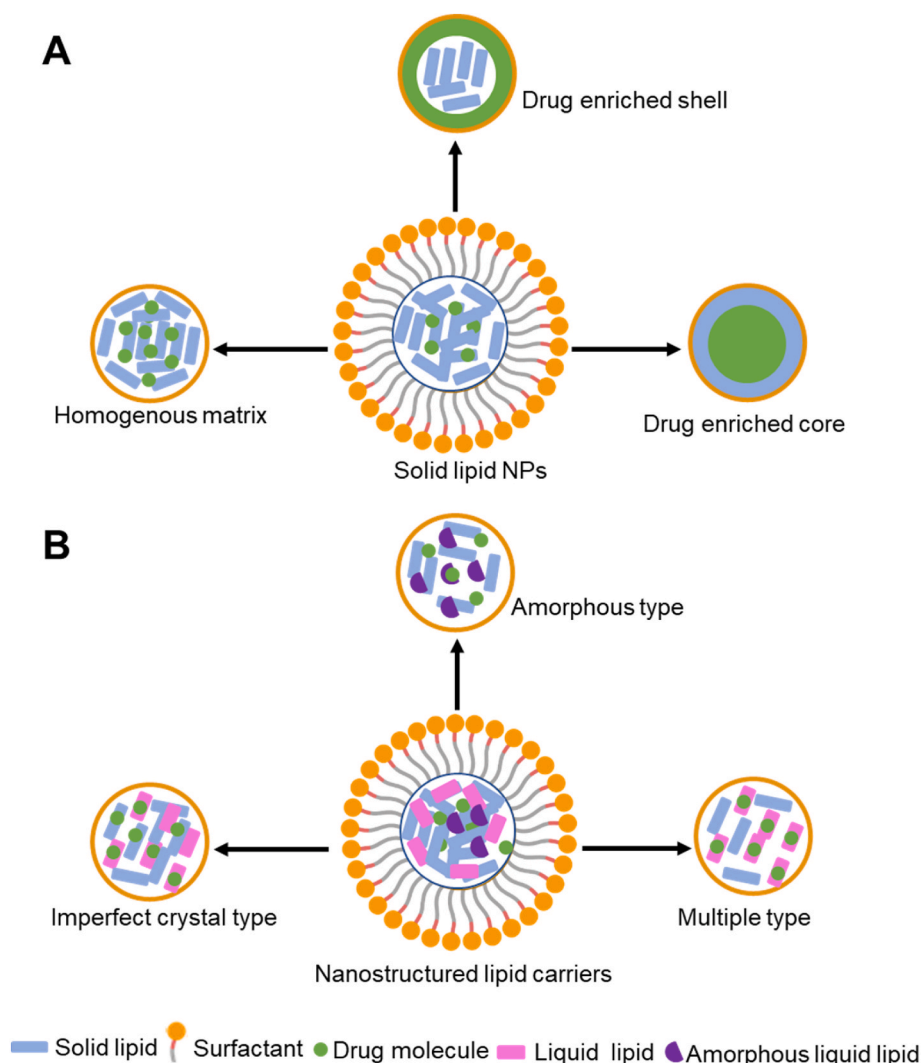 A
Drug enriched shell
Homogenous matrix
Drug enriched core
Solid lipid NPs
B
Amorphous type
Imperfect crystal type
Multiple type
Nanostructured lipid carriers
Solid lipid Surfactant Drug molecule Liquid lipid Amorphous liquid lipid